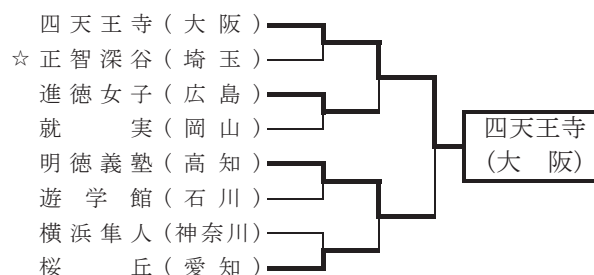 四天王寺(大阪)
☆正智深谷(埼玉)
進徳女子(広島)
就実(岡山)
明徳義塾(高知)
遊学館(石川)
横浜隼人(神奈川)
桜丘(愛知)
四天王寺
(大阪)